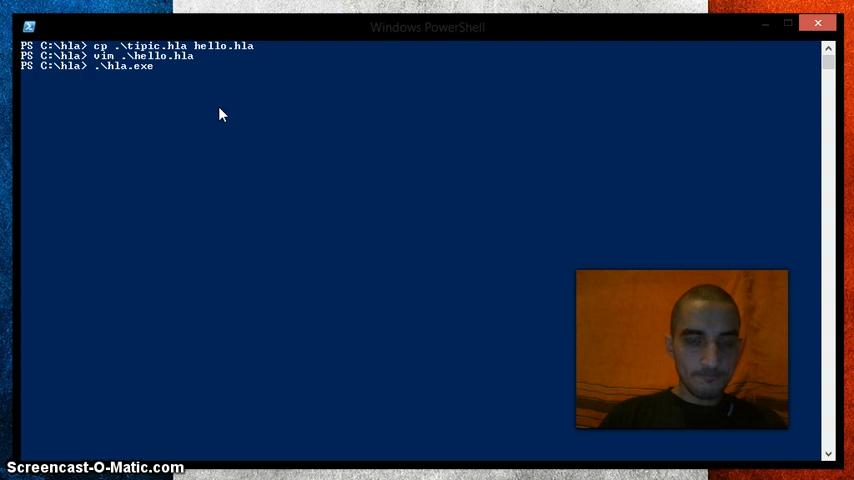 Windows PowerShell
PS C:\hla> cp .\tipic.hla hello.hla
PS C:\hla> vim .\hello.hla
PS C:\hla> .\hla.exe
Screencast-O-Matic.com